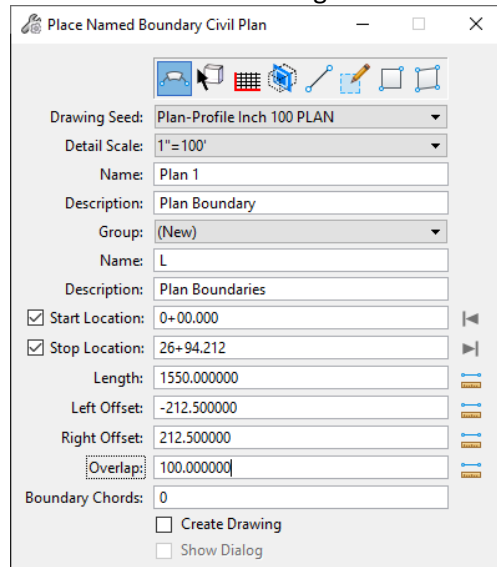 Place Named Boundary Civil Plan
Drawing Seed: Plan-Profile Inch 100 PLAN
Detail Scale: 1"=100'
Name: Plan 1
Description: Plan Boundary
Group: (New)
Name: L
Description: Plan Boundaries
Start Location: 0+00.000
Stop Location: 26+94.212
Length: 1550.000000
Left Offset: -212.500000
Right Offset: 212.500000
Overlap: 100.000000
Boundary Chords: 0
Create Drawing
Show Dialog